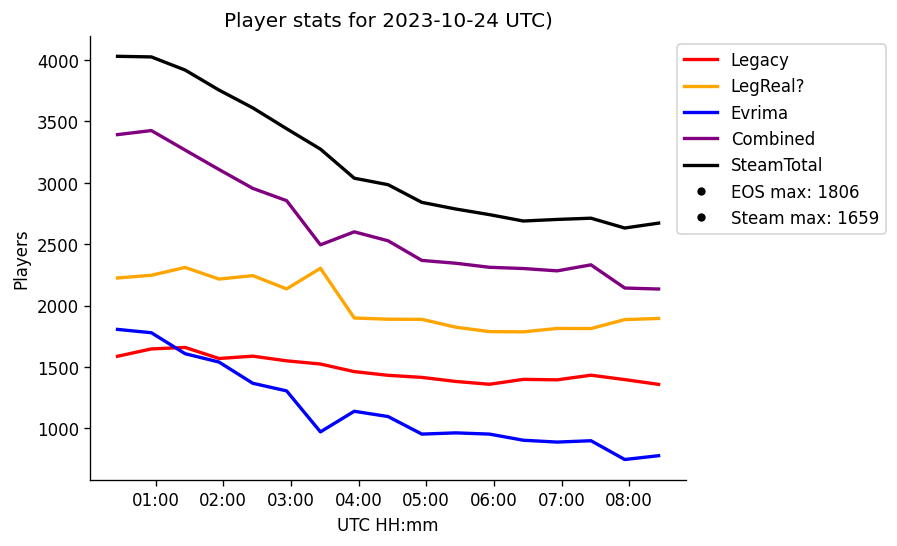 Player stats for 2023-10-24 UTC)
4000
3500
3000
2500
2000
1500
1000
Players
01:00 02:00 03:00 04:00 05:00 06:00 07:00 08:00
UTC HH:mm
Legacy
LegReal?
Evrima
Combined
SteamTotal
EOS max: 1806
Steam max: 1659